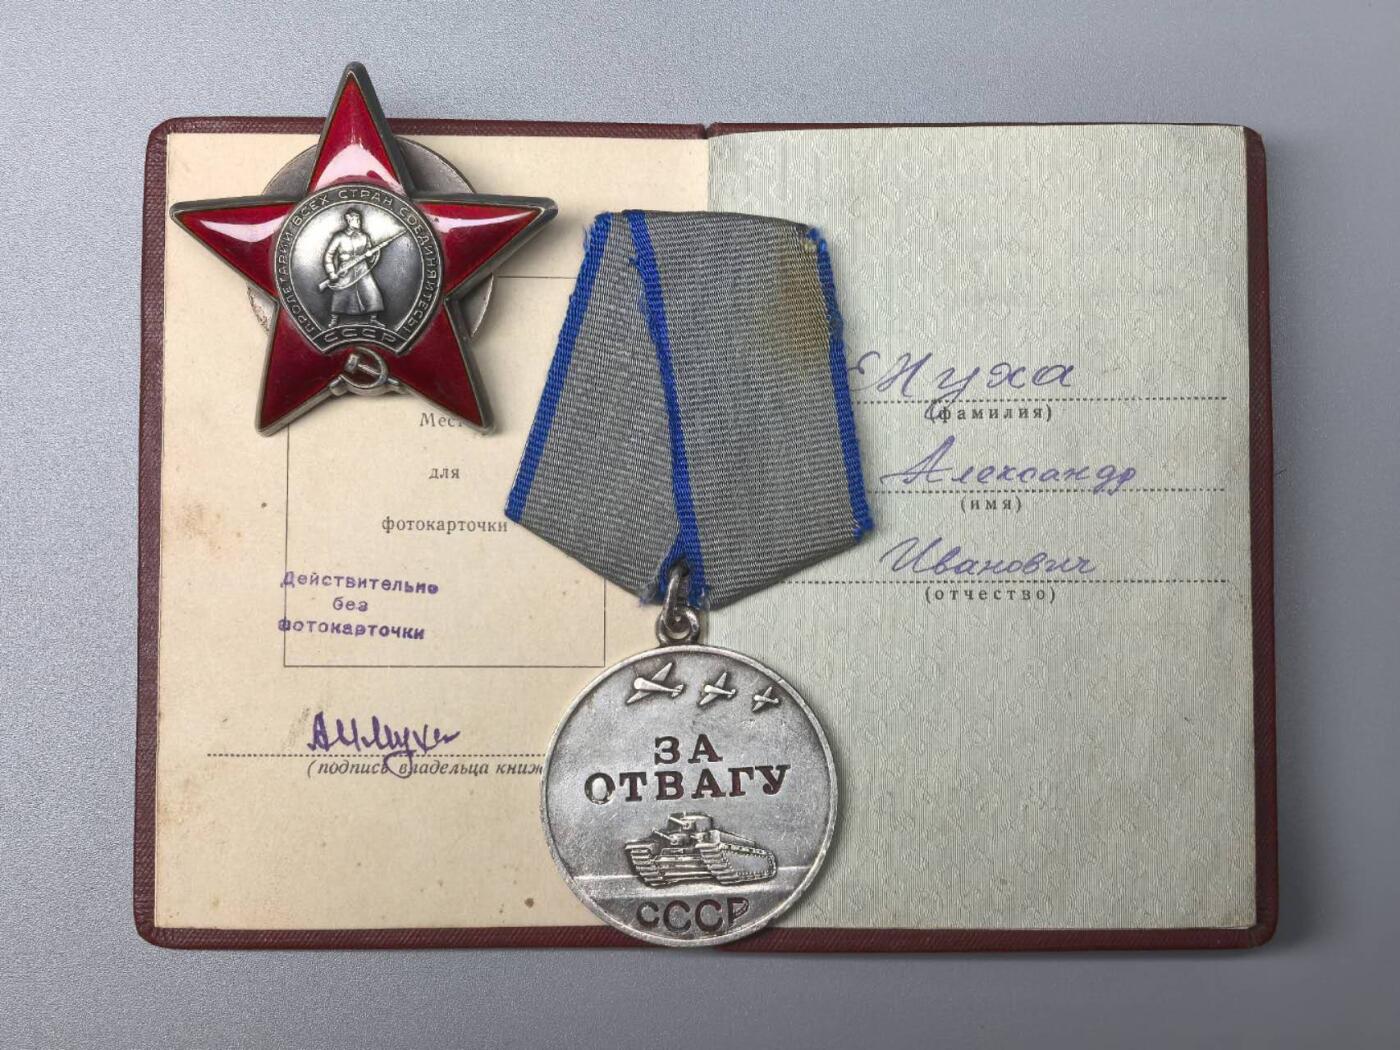 ПРОЛЕТАРИИ ВСЕХ СТРАН СОЕДИНЯЙТЕСЬ
СССР
Мест
для
фотокарточки
Действительно
без
фотокарточки
(подпись владельца книж
ЗА
ОТВАГУ
СССР
(фамилия)
Александр
(имя)
Иванович
(отчество)